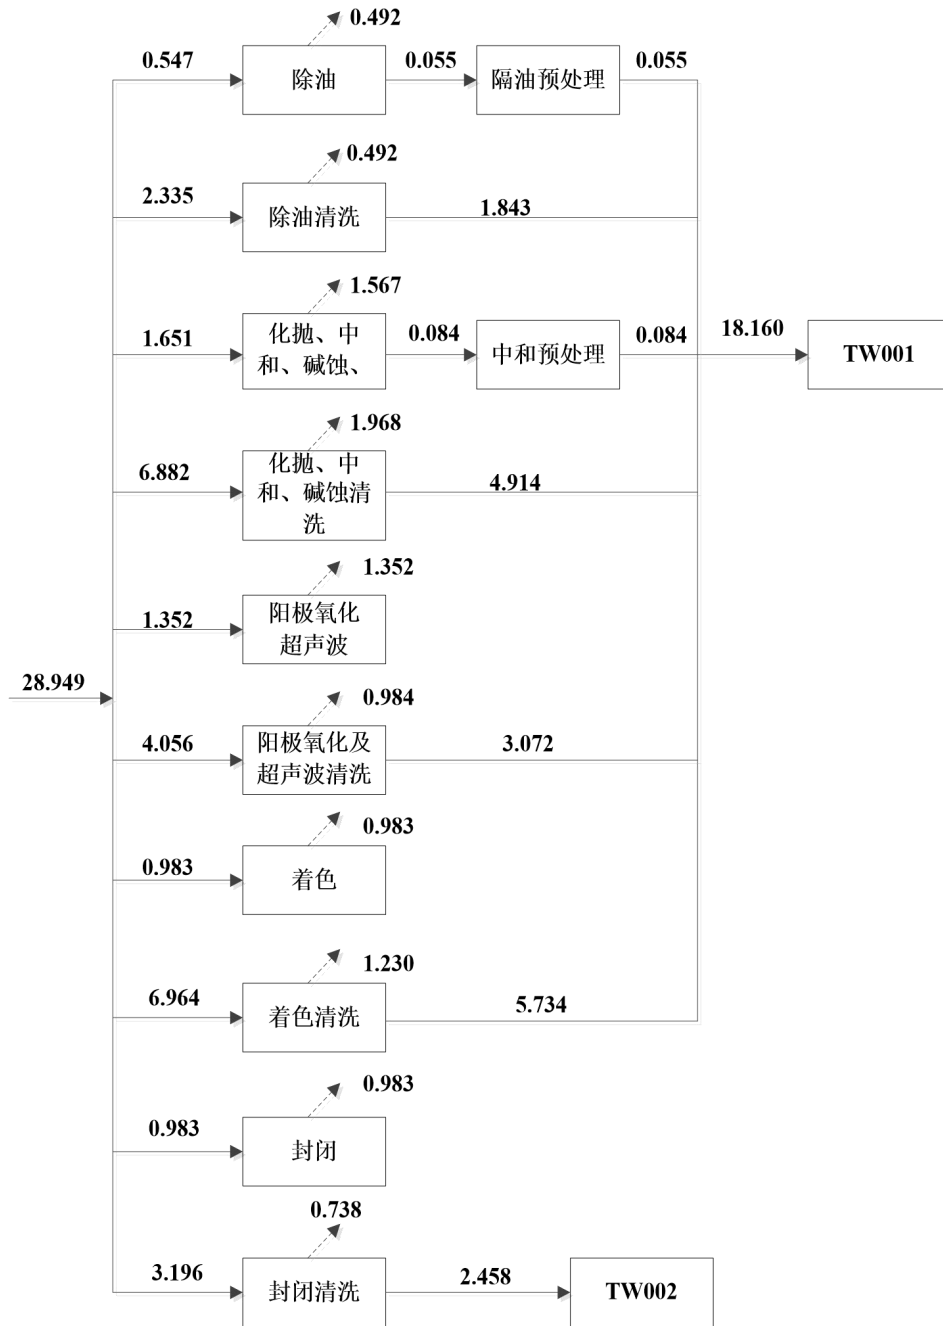 0.492
0.547
除油
0.055
隔油预处理
0.055
0.492
2.335
除油清洗
1.843
1.567
1.651
化抛、中
和、碱蚀、
0.084
中和预处理
0.084
18.160
TW001
1.968
6.882
化抛、中
和、碱蚀清
洗
4.914
1.352
1.352
阳极氧化
超声波
28.949
0.984
4.056
阳极氧化及
超声波清洗
3.072
0.983
0.983
着色
1.230
6.964
着色清洗
5.734
0.983
0.983
封闭
0.738
3.196
封闭清洗
2.458
TW002